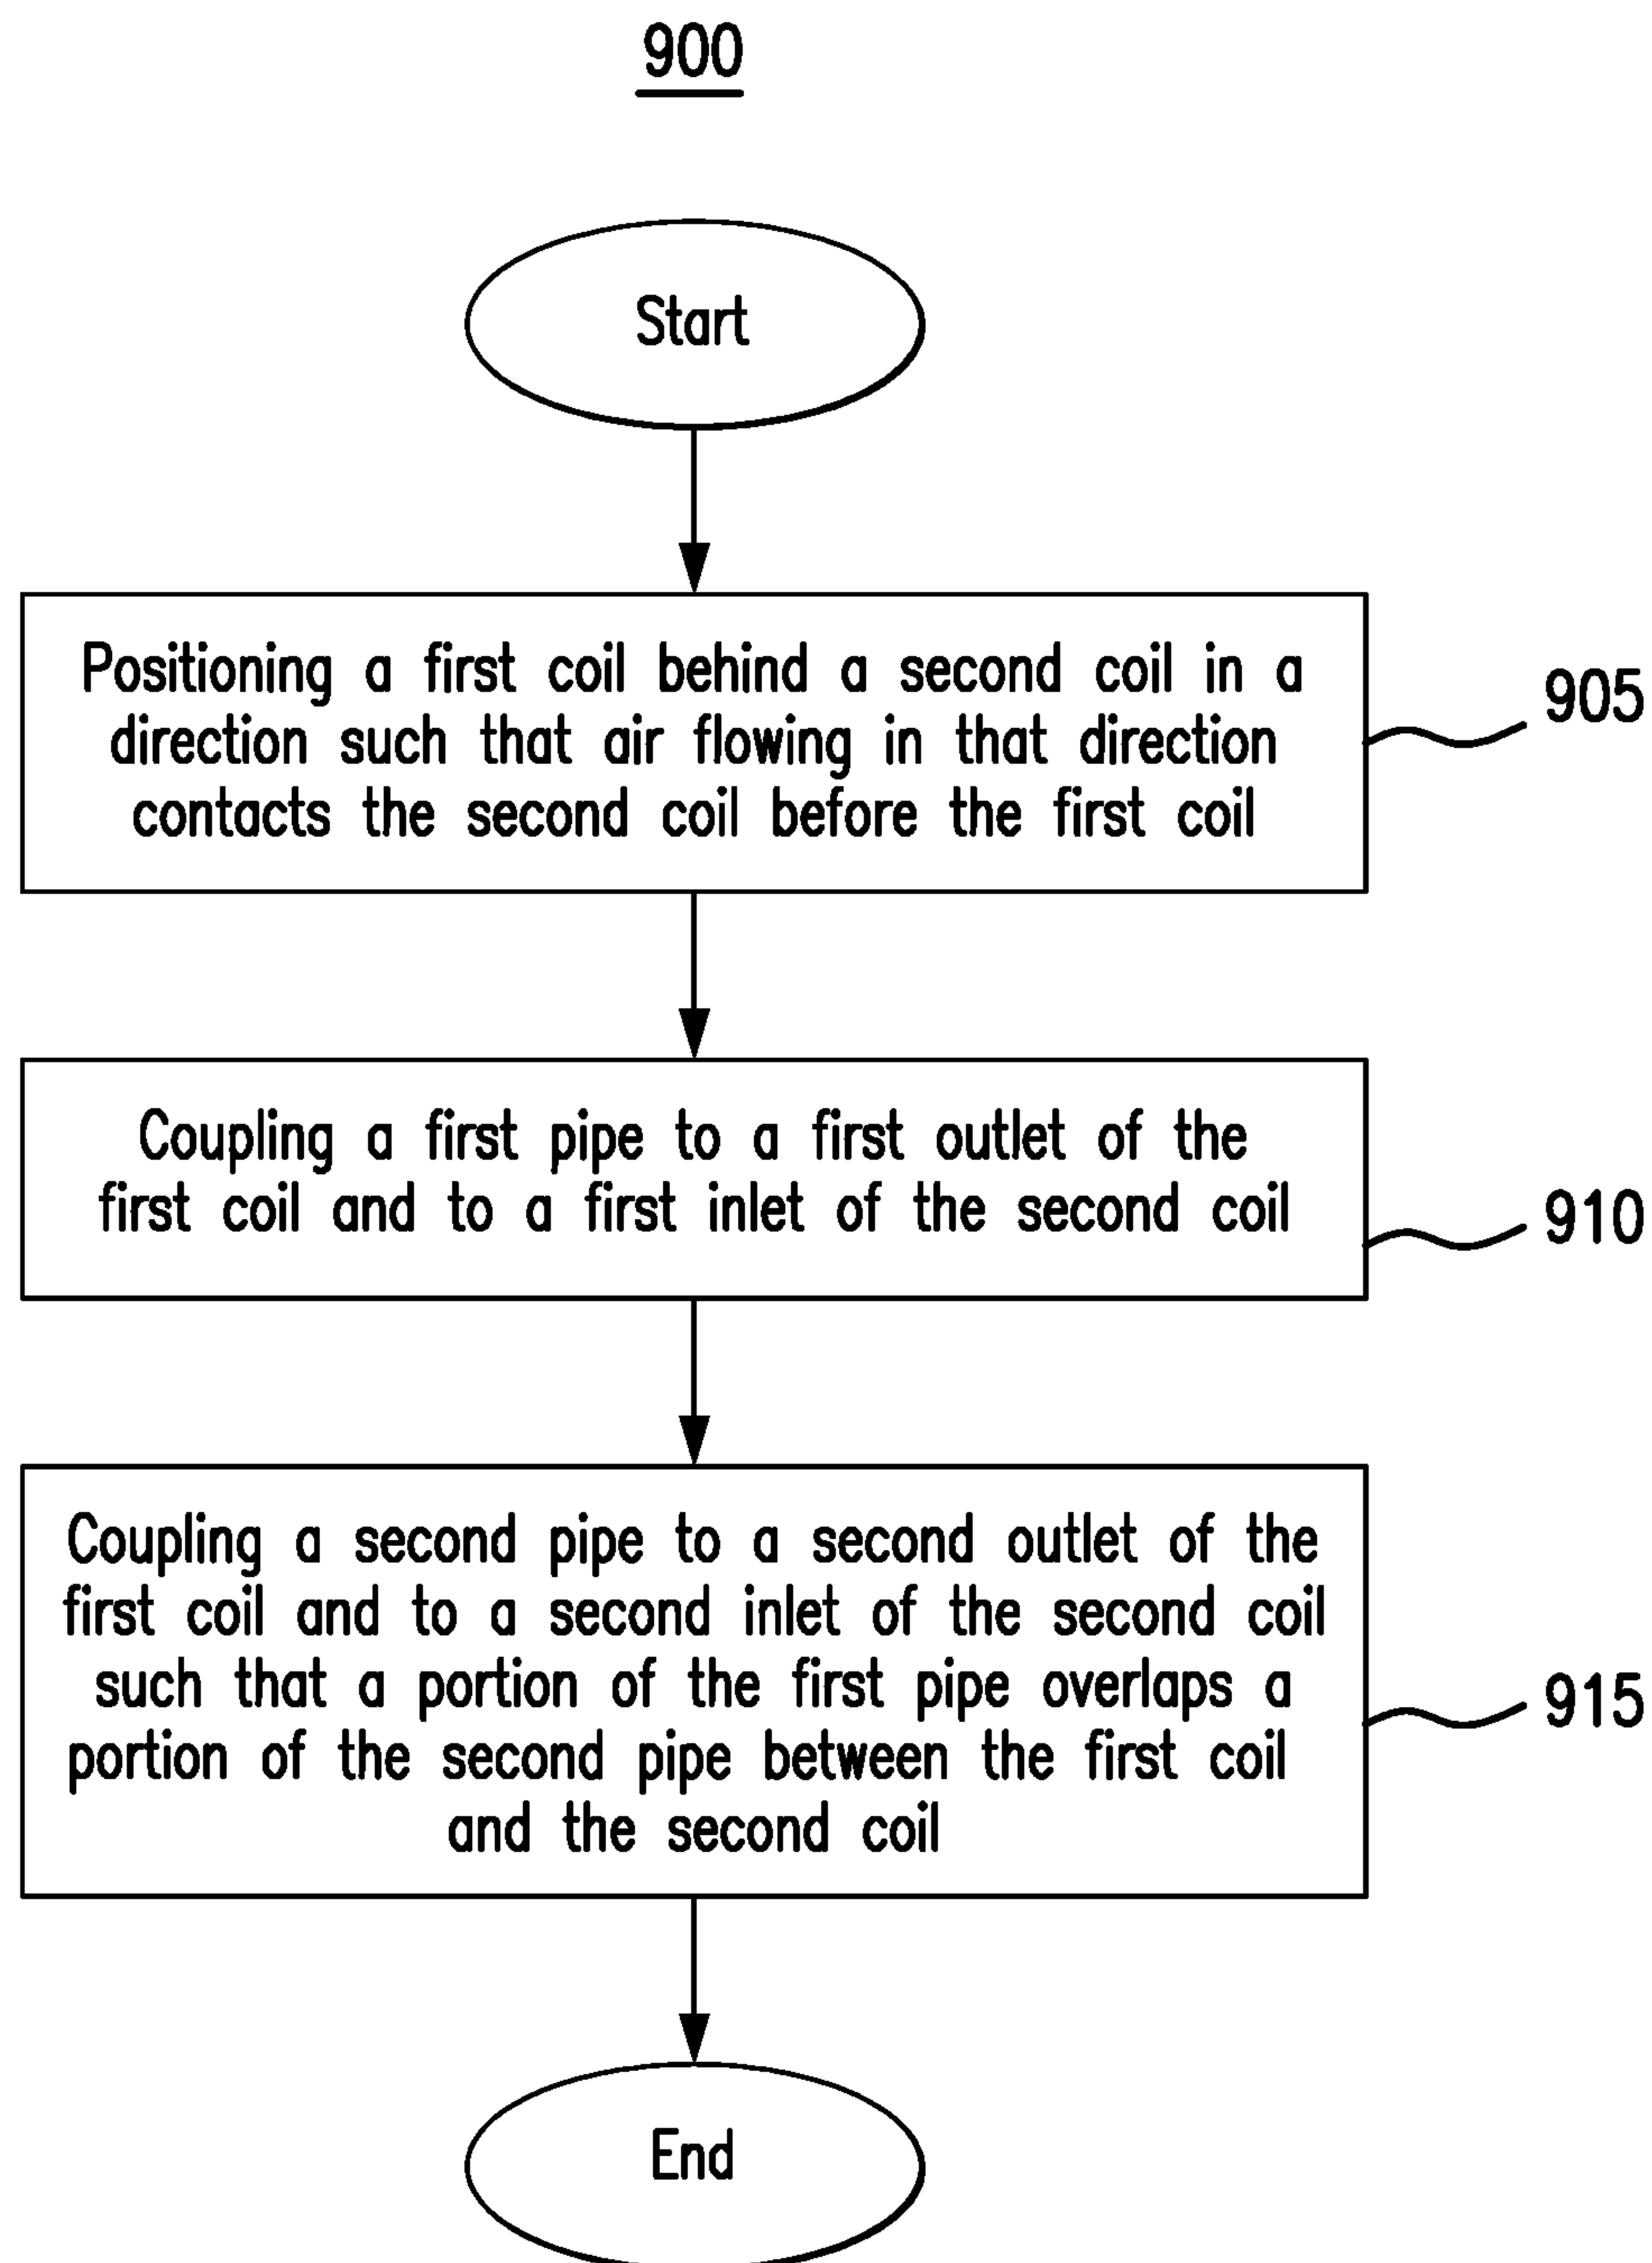 900
Start
Positioning a first coil behind a second coil in a
direction such that air flowing in that direction
contacts the second coil before the first coil
905
Coupling a first pipe to a first outlet of the
first coil and to a first inlet of the second coil
910
Coupling a second pipe to a second outlet of the
first coil and to a second inlet of the second coil
such that a portion of the first pipe overlaps a
portion of the second pipe between the first coil
and the second coil
915
End